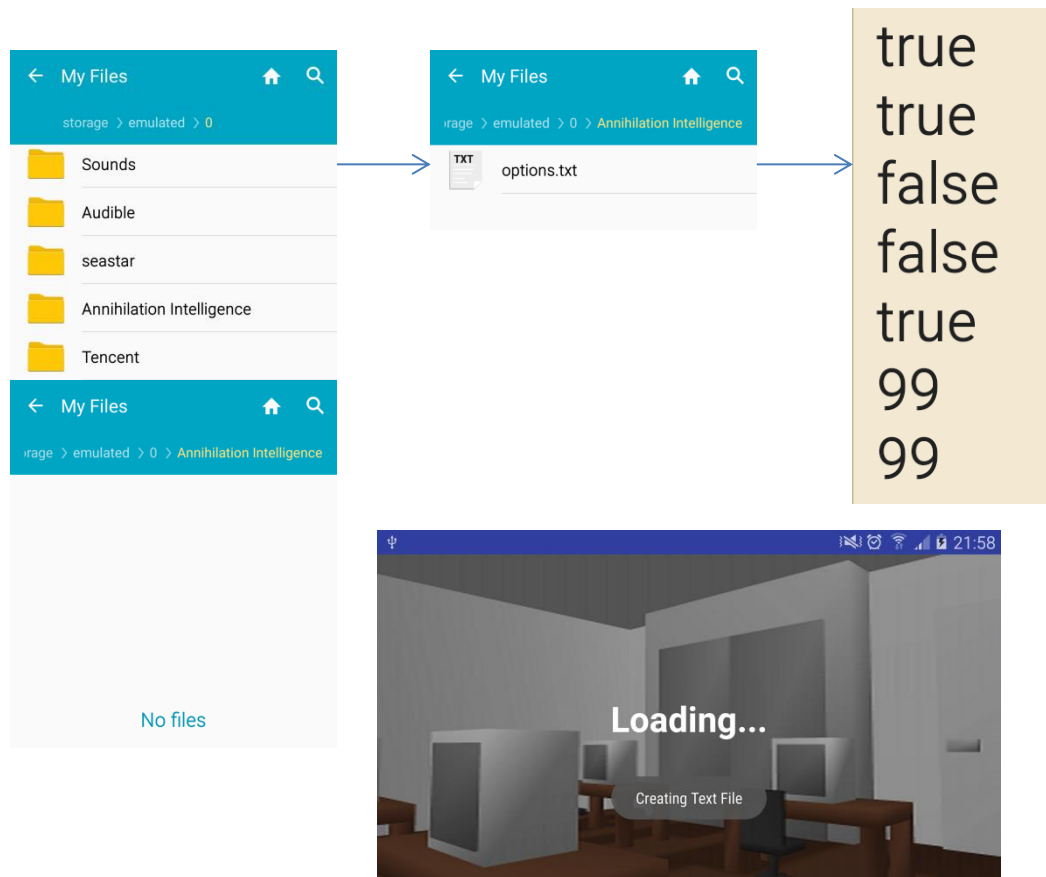 My Files
storage > emulated > 0
Sounds
Audible
seastar
Annihilation Intelligence
Tencent
My Files
rage > emulated > 0 > Annihilation Intelligence
TXT
options.txt
true
true
false
false
true
99
99
My Files
rage > emulated > 0 > Annihilation Intelligence
No files
21:58
Loading...
Creating Text File